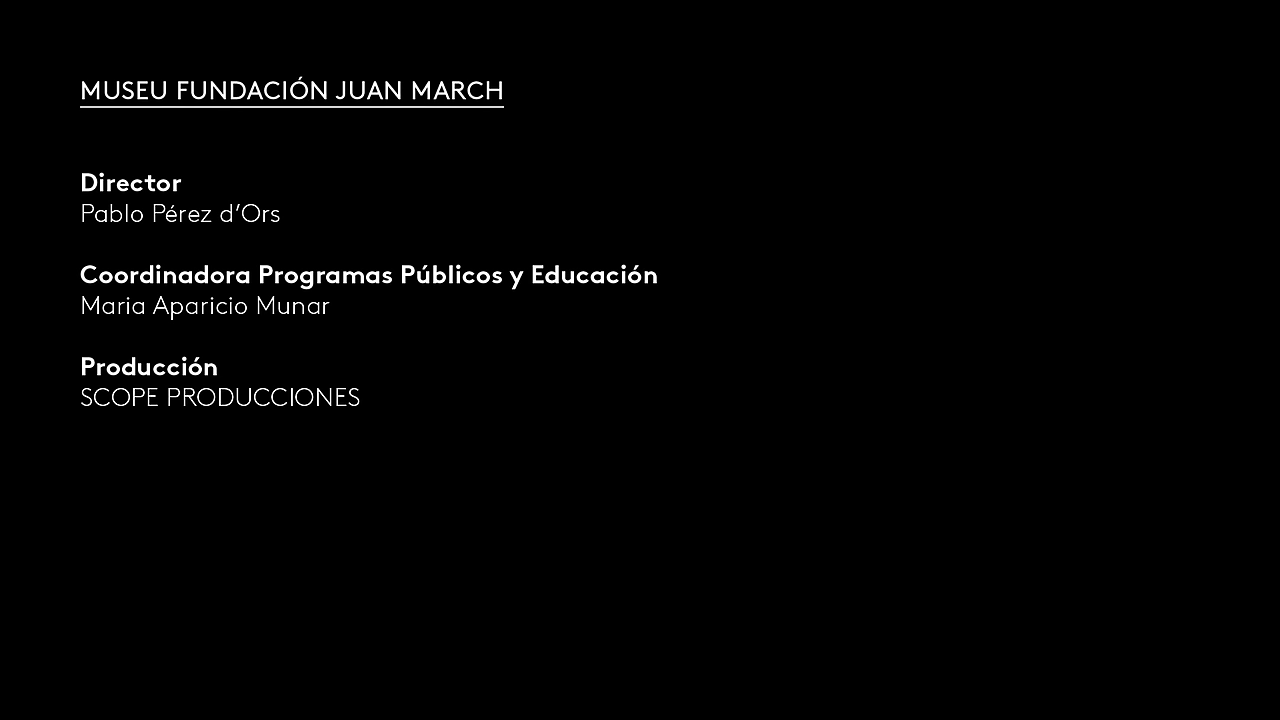 MUSEU FUNDACIÓN JUAN MARCH
Director
Pablo Pérez d’Ors
Coordinadora Programas Públicos y Educación
Maria Aparicio Munar
Producción
SCOPE PRODUCCIONES